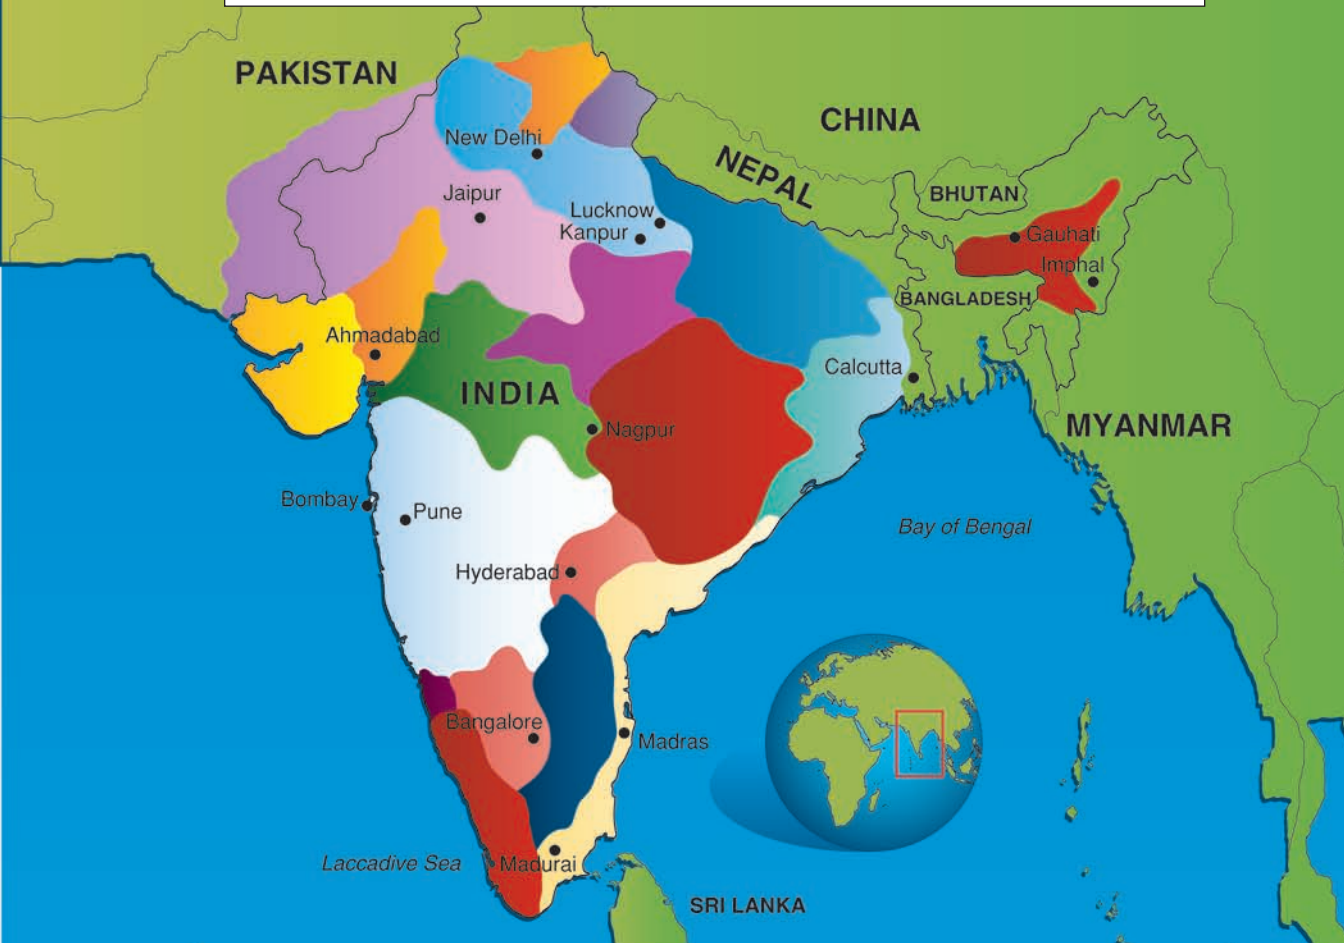 PAKISTAN
CHINA
New Delhi
NEPAL
Jaipur
BHUTAN
Lucknow
Kanpur
Gauhati
Imphal
BANGLADESH
Ahmadabad
Calcutta
INDIA
MYANMAR
Nagpur
Bombay
Pune
Bay of Bengal
Hyderabad
Bangalore
Madras
Laccadive Sea
Madurai
SRI LANKA